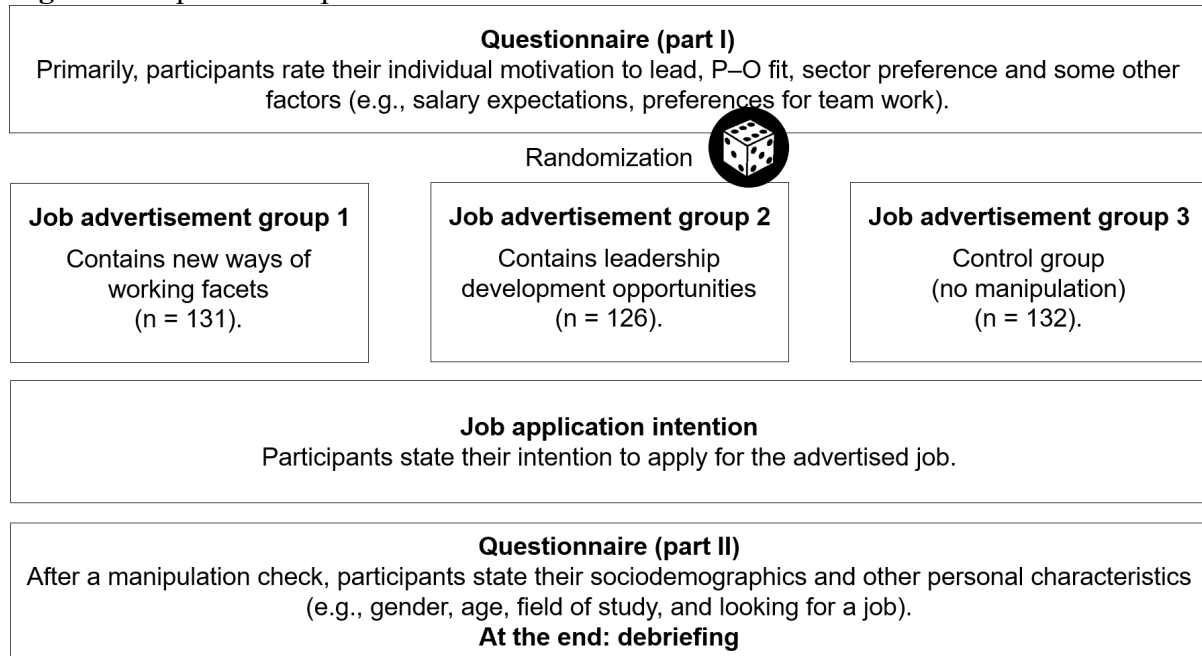 Questionnaire (part I)
Primarily, participants rate their individual motivation to lead, P–O fit, sector preference and some other
factors (e.g., salary expectations, preferences for team work).
Randomization
Job advertisement group 1
Contains new ways of
working facets
(n = 131).
Job advertisement group 2
Contains leadership
development opportunities
(n = 126).
Job advertisement group 3
Control group
(no manipulation)
(n = 132).
Job application intention
Participants state their intention to apply for the advertised job.
Questionnaire (part II)
After a manipulation check, participants state their sociodemographics and other personal characteristics
(e.g., gender, age, field of study, and looking for a job).
At the end: debriefing